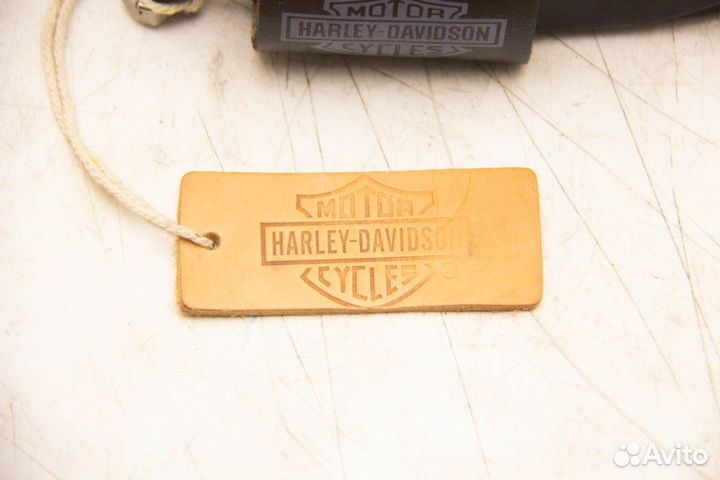 MOTOR
HARLEY-DAVIDSON
CYCLES
MOTOR
HARLEY-DAVIDSON
CYCLES ®
Avito